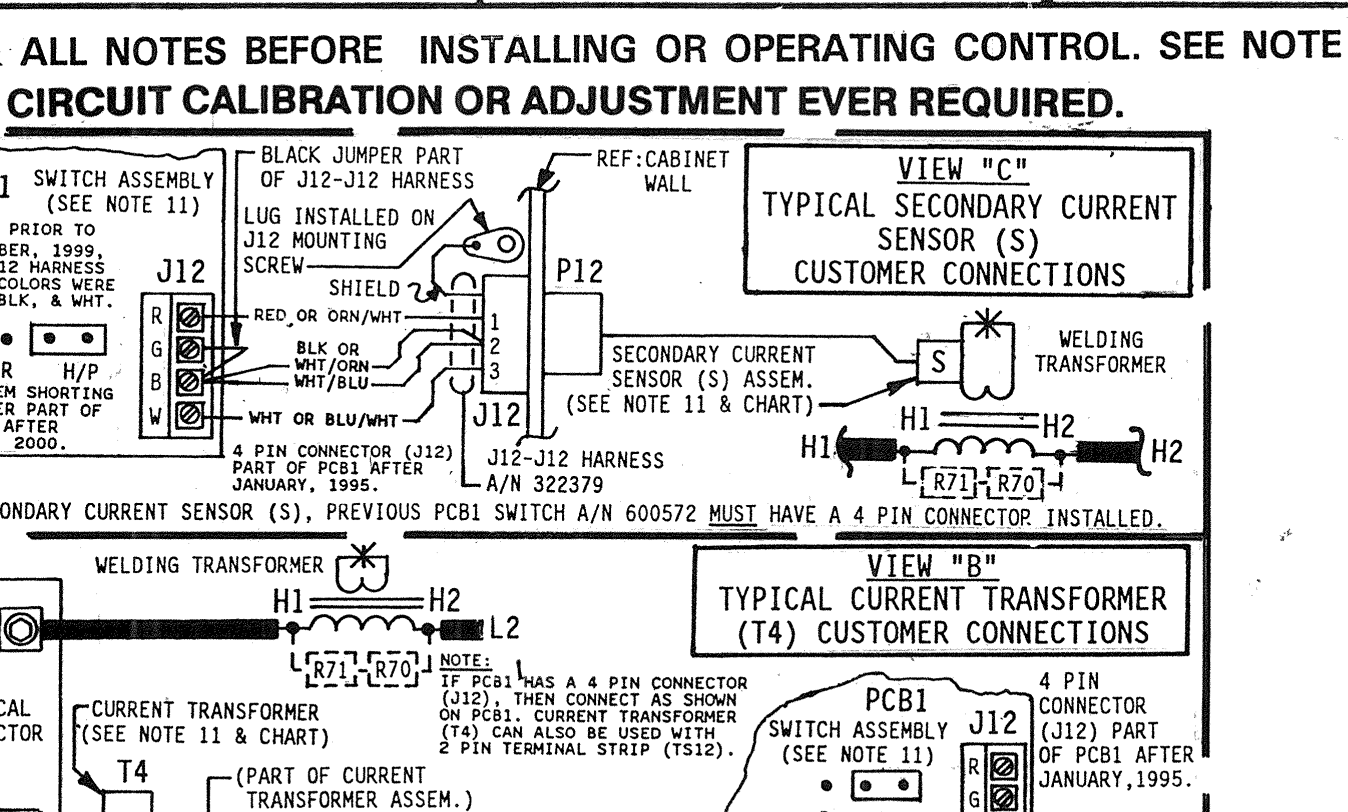 ALL NOTES BEFORE INSTALLING OR OPERATING CONTROL. SEE NOTE
CIRCUIT CALIBRATION OR ADJUSTMENT EVER REQUIRED.
VIEW "C"
TYPICAL SECONDARY CURRENT
SENSOR (S)
CUSTOMER CONNECTIONS
1 SWITCH ASSEMBLY
(SEE NOTE 11)
PRIOR TO
BER, 1999,
12 HARNESS
COLORS WERE
BLK, & WHT.
R H/P
EM SHORTING
ER PART OF
AFTER
2000.
J12
R
G
B
W
BLACK JUMPER PART
OF J12-J12 HARNESS
LUG INSTALLED ON
J12 MOUNTING
SCREW
SHIELD
RED OR ORN/WHT
BLK OR
WHT/ORN
WHT/BLU
WHT OR BLU/WHT
4 PIN CONNECTOR (J12)
PART OF PCB1 AFTER
JANUARY, 1995.
1
2
3
J12
J12-J12 HARNESS
A/N 322379
REF:CABINET
WALL
P12
SECONDARY CURRENT
SENSOR (S) ASSEM.
(SEE NOTE 11 & CHART)
S
WELDING
TRANSFORMER
H1 H2
H1 H2
R71 R70
ONDARY CURRENT SENSOR (S), PREVIOUS PCB1 SWITCH A/N 600572 MUST HAVE A 4 PIN CONNECTOR INSTALLED.
VIEW "B"
TYPICAL CURRENT TRANSFORMER
(T4) CUSTOMER CONNECTIONS
WELDING TRANSFORMER
H1 H2
L2
R71 R70
NOTE:
IF PCB1 HAS A 4 PIN CONNECTOR
(J12), THEN CONNECT AS SHOWN
ON PCB1. CURRENT TRANSFORMER
(T4) CAN ALSO BE USED WITH
2 PIN TERMINAL STRIP (TS12).
CAL
CTOR
CURRENT TRANSFORMER
(SEE NOTE 11 & CHART)
T4
(PART OF CURRENT
TRANSFORMER ASSEM.)
PCB1
SWITCH ASSEMBLY
(SEE NOTE 11)
J12
R
G
4 PIN
CONNECTOR
(J12) PART
OF PCB1 AFTER
JANUARY,1995.